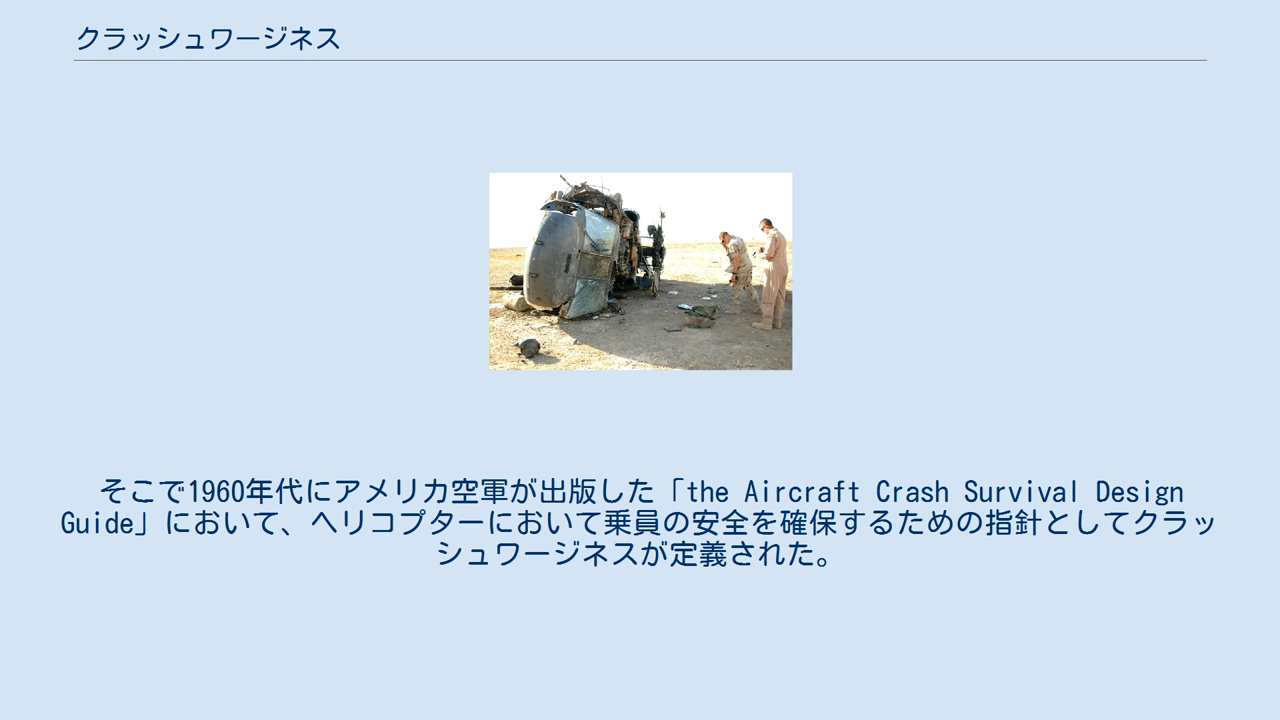 クラッシュワージネス
そこで1960年代にアメリカ空軍が出版した「the Aircraft Crash Survival Design
Guide」において、ヘリコプターにおいて乗員の安全を確保するための指針としてクラッ
シュワージネスが定義された。